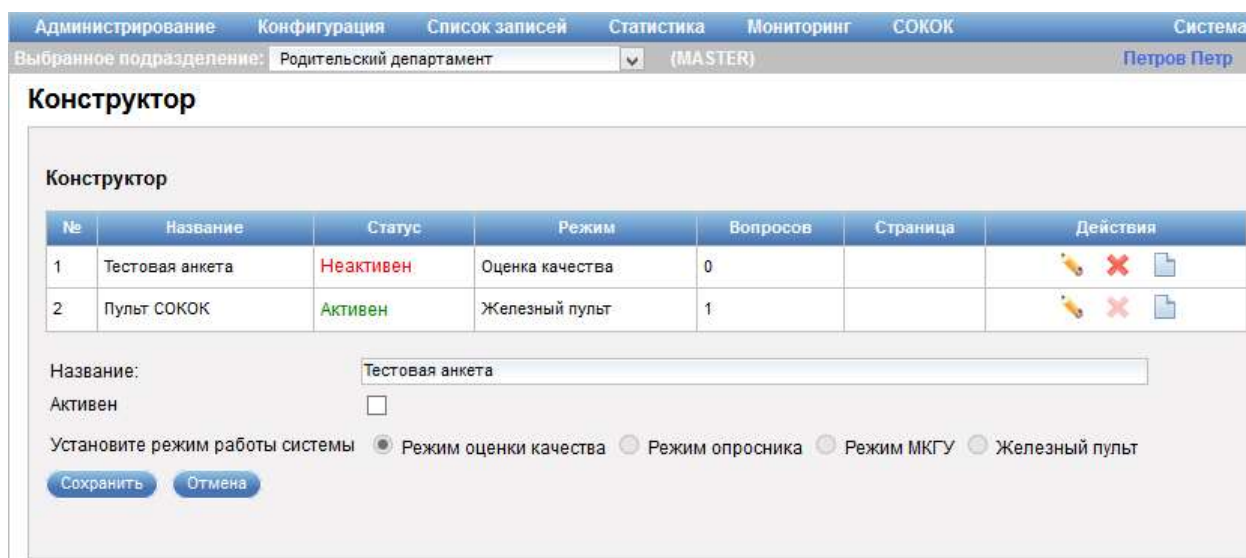 Администрирование Конфигурация Список записей Статистика Мониторинг СОКОК Система
Выбранное подразделение: Родительский департамент (MASTER) Петров Петр
Конструктор
Конструктор
№ Название Статус Режим Вопросов Страница Действия
1 Тестовая анкета Неактивен Оценка качества 0
2 Пульт СОКОК Активен Железный пульт 1
Название: Тестовая анкета
Активен
Установите режим работы системы Режим оценки качества Режим опросника Режим МКГУ Железный пульт
Сохранить Отмена